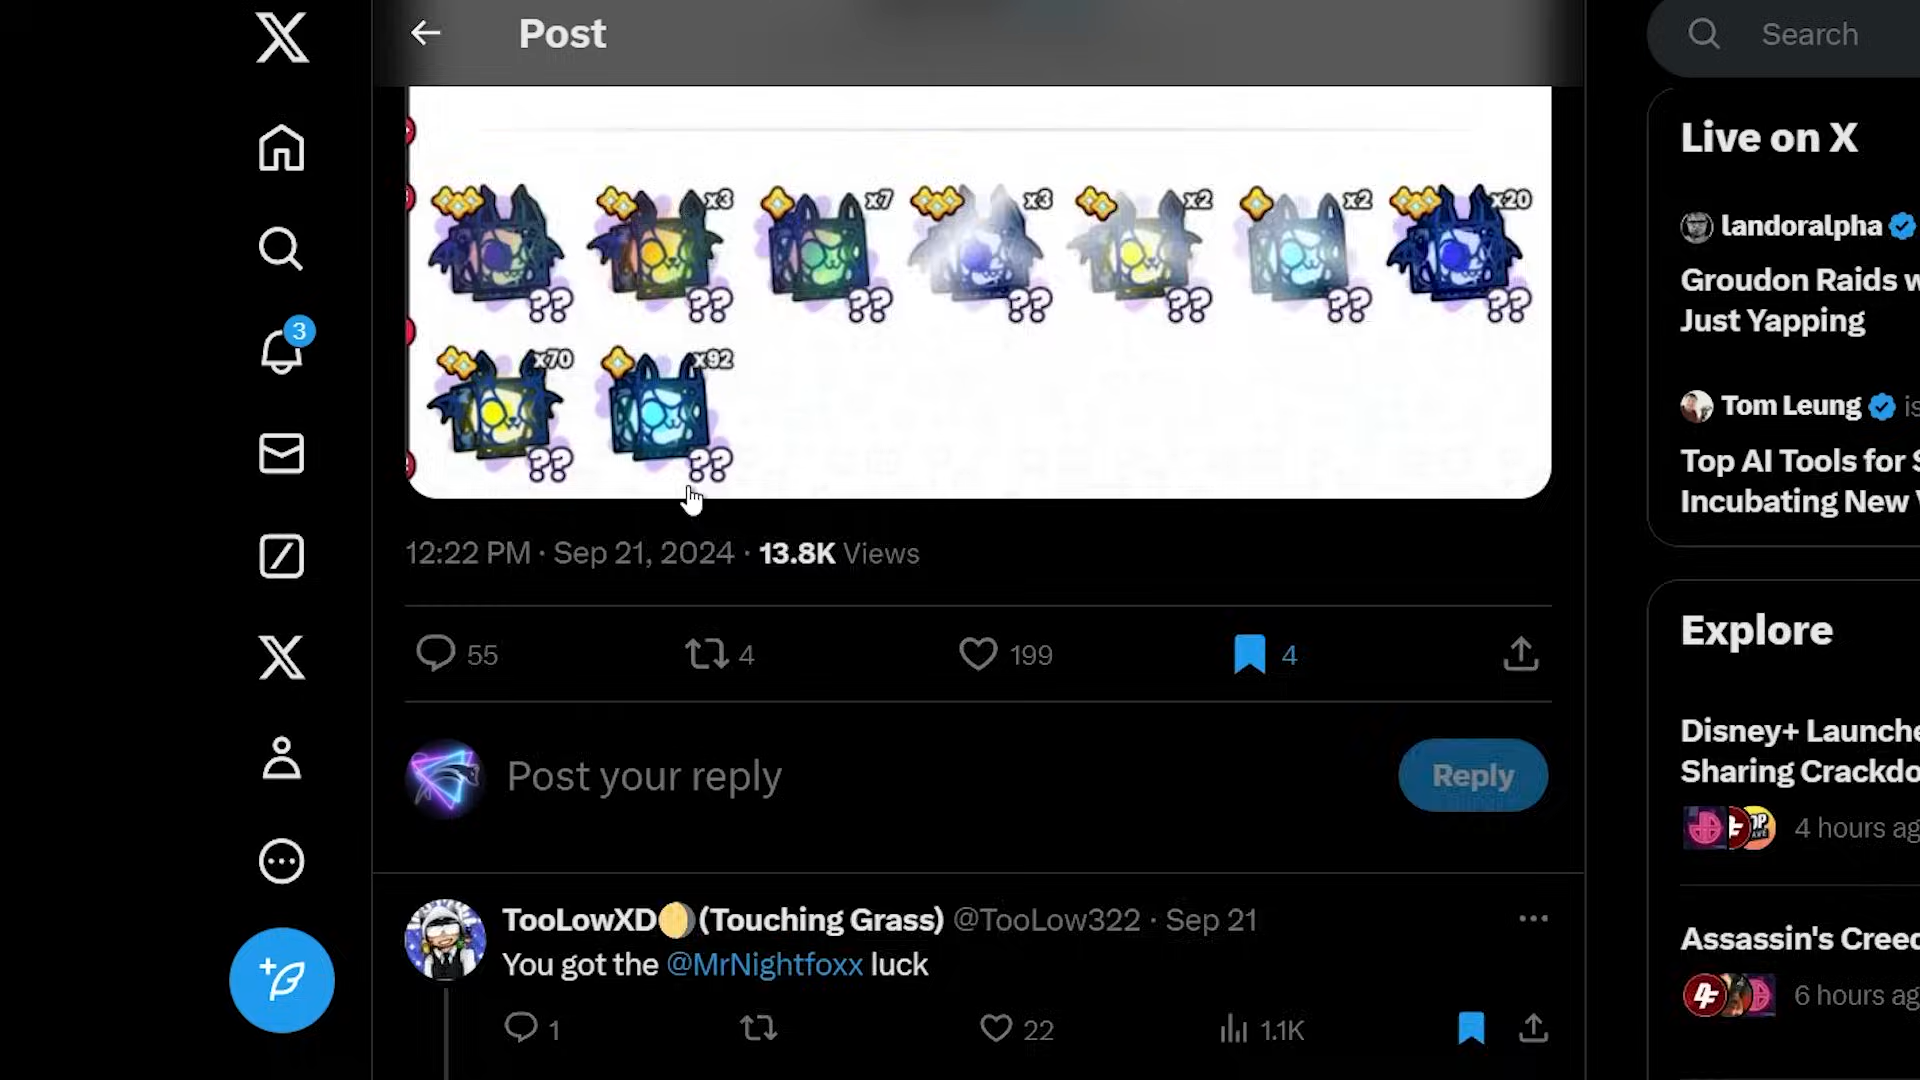 Post
Search
x3
x7
x3
x2
x2
x20
??
??
??
??
??
??
??
x70
x92
??
??
12:22 PM · Sep 21, 2024 · 13.8K Views
55
4
199
4
Post your reply
Reply
TooLowXD🌖(Touching Grass) @TooLow322 · Sep 21
You got the @MrNightfoxx luck
1
22
1.1K
3
Live on X
landoralpha
Groudon Raids w
Just Yapping
Tom Leung is
Top AI Tools for S
Incubating New
Explore
Disney+ Launche
Sharing Crackdo
4 hours ag
Assassin's Creed
6 hours ag